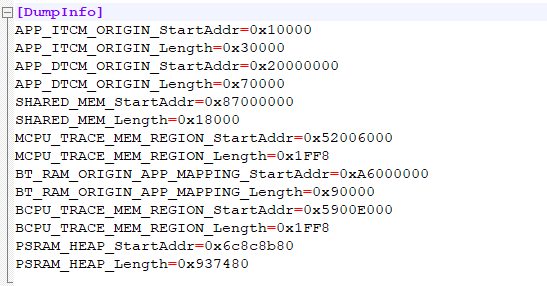 [DumpInfo]
APP_ITCM_ORIGIN_StartAddr=0x10000
APP_ITCM_ORIGIN_Length=0x30000
APP_DTCM_ORIGIN_StartAddr=0x20000000
APP_DTCM_ORIGIN_Length=0x70000
SHARED_MEM_StartAddr=0x87000000
SHARED_MEM_Length=0x18000
MCPU_TRACE_MEM_REGION_StartAddr=0x52006000
MCPU_TRACE_MEM_REGION_Length=0x1FF8
BT_RAM_ORIGIN_APP_MAPPING_StartAddr=0xA6000000
BT_RAM_ORIGIN_APP_MAPPING_Length=0x90000
BCPU_TRACE_MEM_REGION_StartAddr=0x5900E000
BCPU_TRACE_MEM_REGION_Length=0x1FF8
PSRAM_HEAP_StartAddr=0x6c8c8b80
PSRAM_HEAP_Length=0x937480